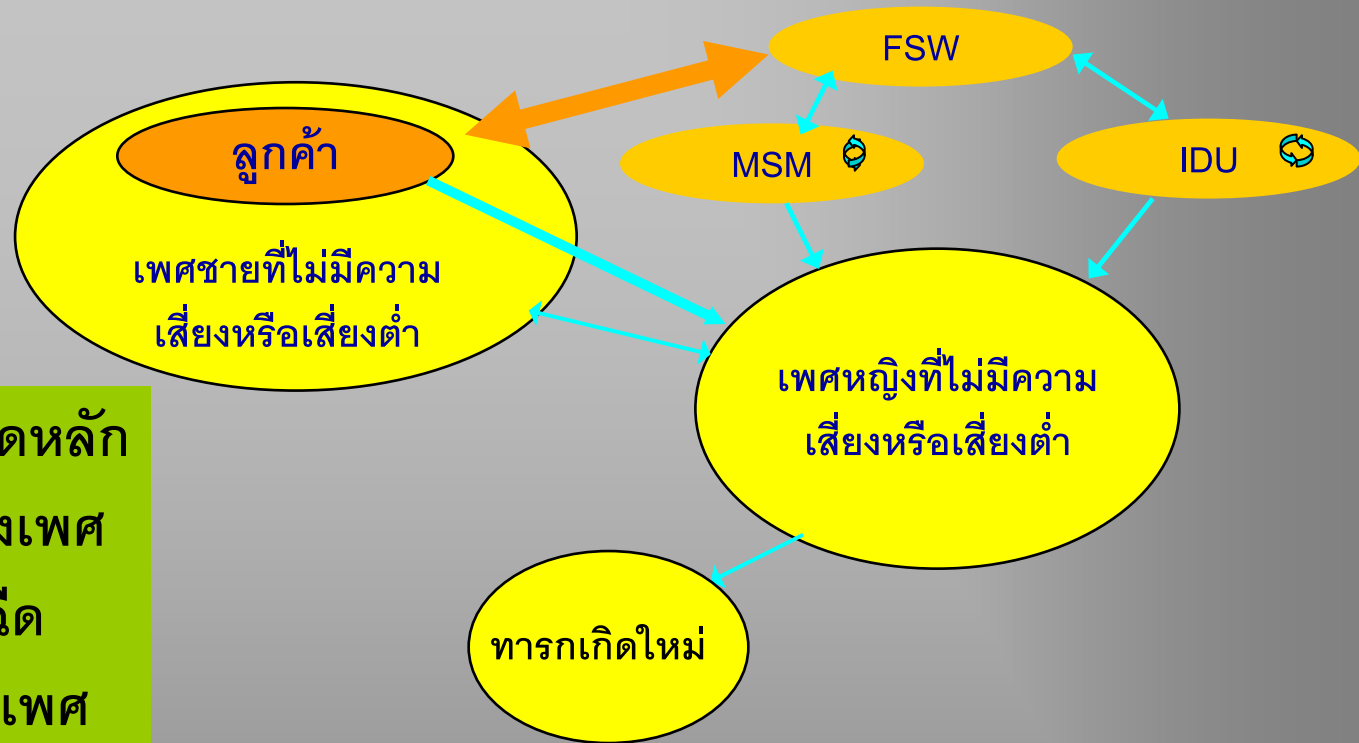 FSW
ลูกค้า
MSM
IDU
เพศชายที่ไม่มีความ
เสี่ยงหรือเสี่ยงต่ำ
เพศหญิงที่ไม่มีความ
เสี่ยงหรือเสี่ยงต่ำ
ดหลัก
งเพศ
ฉีด
เพศ
ทารกเกิดใหม่